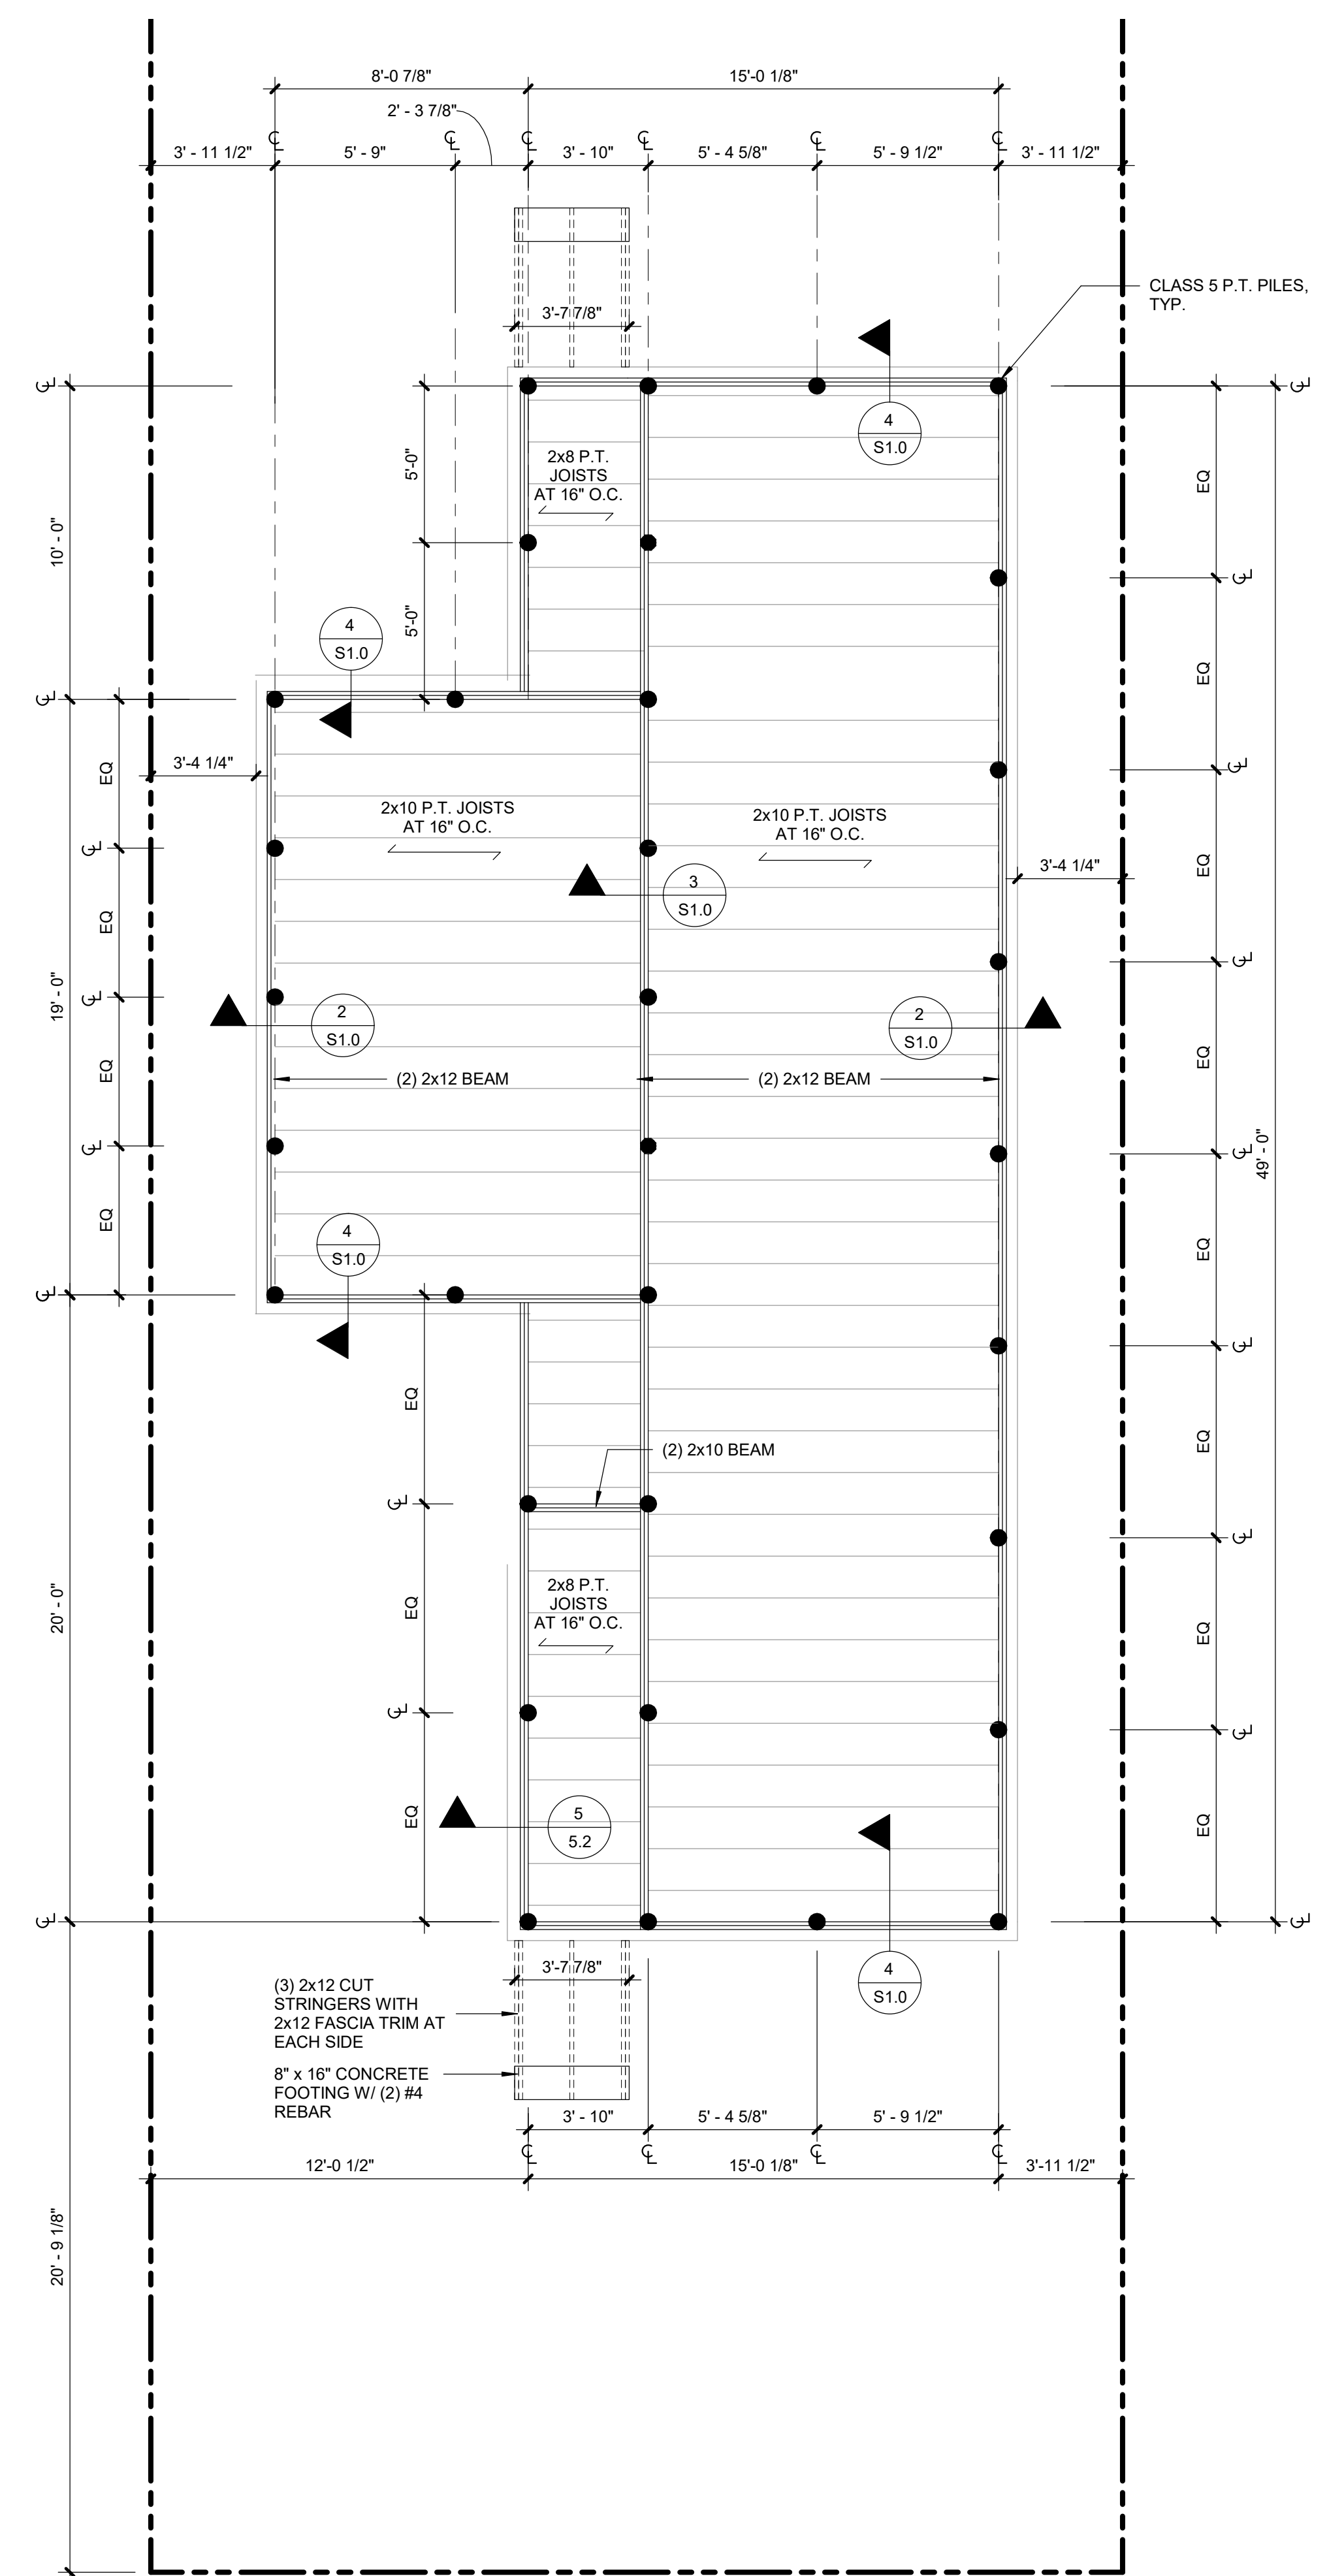 8'-0 7/8"
15'-0 1/8"
2' - 3 7/8"
3' - 11 1/2"
5' - 9"
3' - 10"
5' - 4 5/8"
5' - 9 1/2"
3' - 11 1/2"
℄
℄
℄
℄
℄
℄
3'-7 7/8"
CLASS 5 P.T. PILES,
TYP.
℄
℄
4
S1.0
2x8 P.T.
JOISTS
AT 16" O.C.
5'-0"
EQ
10' - 0"
℄
5'-0"
4
S1.0
EQ
℄
3'-4 1/4"
EQ
℄
2x10 P.T. JOISTS
AT 16" O.C.
2x10 P.T. JOISTS
AT 16" O.C.
℄
3'-4 1/4"
EQ
3
S1.0
EQ
℄
19' - 0"
℄
2
S1.0
2
S1.0
EQ
EQ
(2) 2x12 BEAM
(2) 2x12 BEAM
℄
℄
49' - 0"
EQ
4
S1.0
EQ
℄
℄
EQ
EQ
(2) 2x10 BEAM
℄
℄
20' - 0"
EQ
2x8 P.T.
JOISTS
AT 16" O.C.
EQ
℄
℄
EQ
5
5.2
EQ
℄
℄
3'-7 7/8"
4
S1.0
(3) 2x12 CUT
STRINGERS WITH
2x12 FASCIA TRIM AT
EACH SIDE
8" x 16" CONCRETE
FOOTING W/ (2) #4
REBAR
3' - 10"
5' - 4 5/8"
5' - 9 1/2"
℄
℄
℄
℄
12'-0 1/2"
15'-0 1/8"
3'-11 1/2"
20' - 9 1/8"